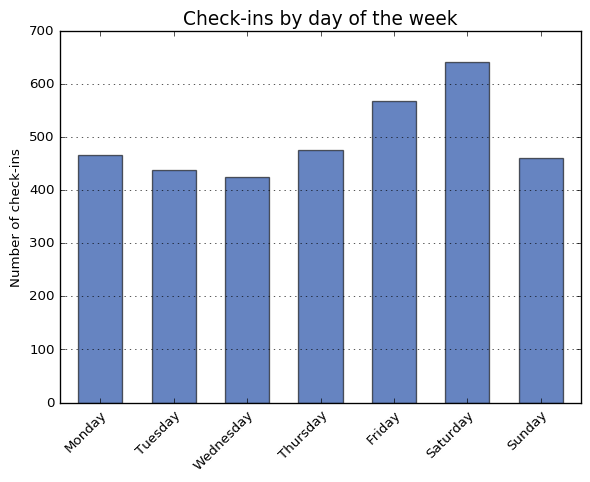 Check-ins by day of the week
700
600
500
400
300
200
100
0
Number of check-ins
Monday
Tuesday
Wednesday
Thursday
Friday
Saturday
Sunday